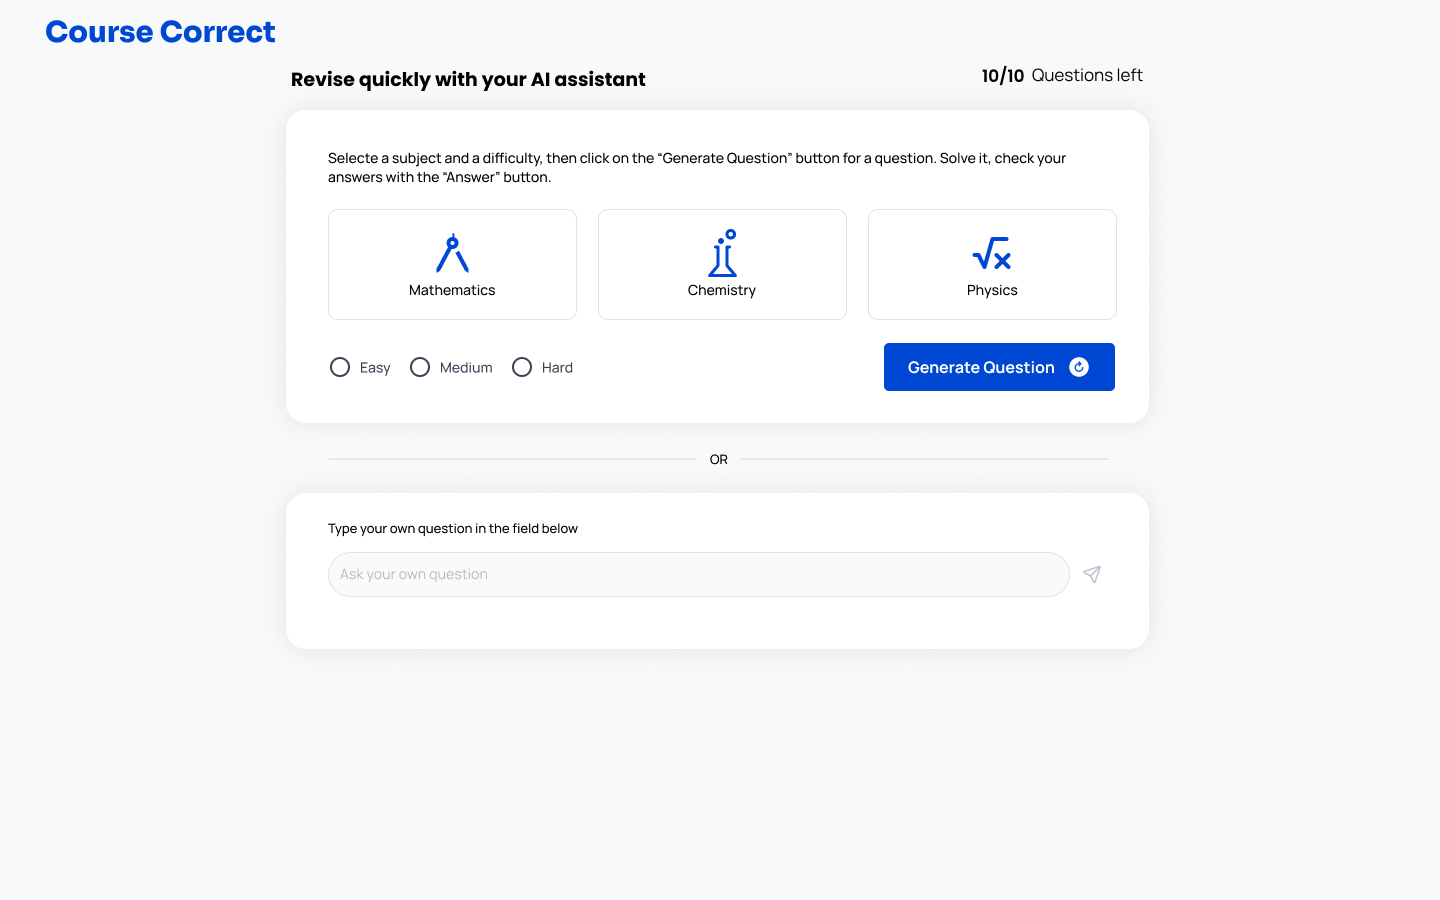 Course Correct
Revise quickly with your AI assistant
10/10 Questions left
Selecte a subject and a difficulty, then click on the “Generate Question” button for a question. Solve it, check your
answers with the “Answer” button.
Mathematics
Chemistry
Physics
Easy
Medium
Hard
Generate Question
OR
Type your own question in the field below
Ask your own question